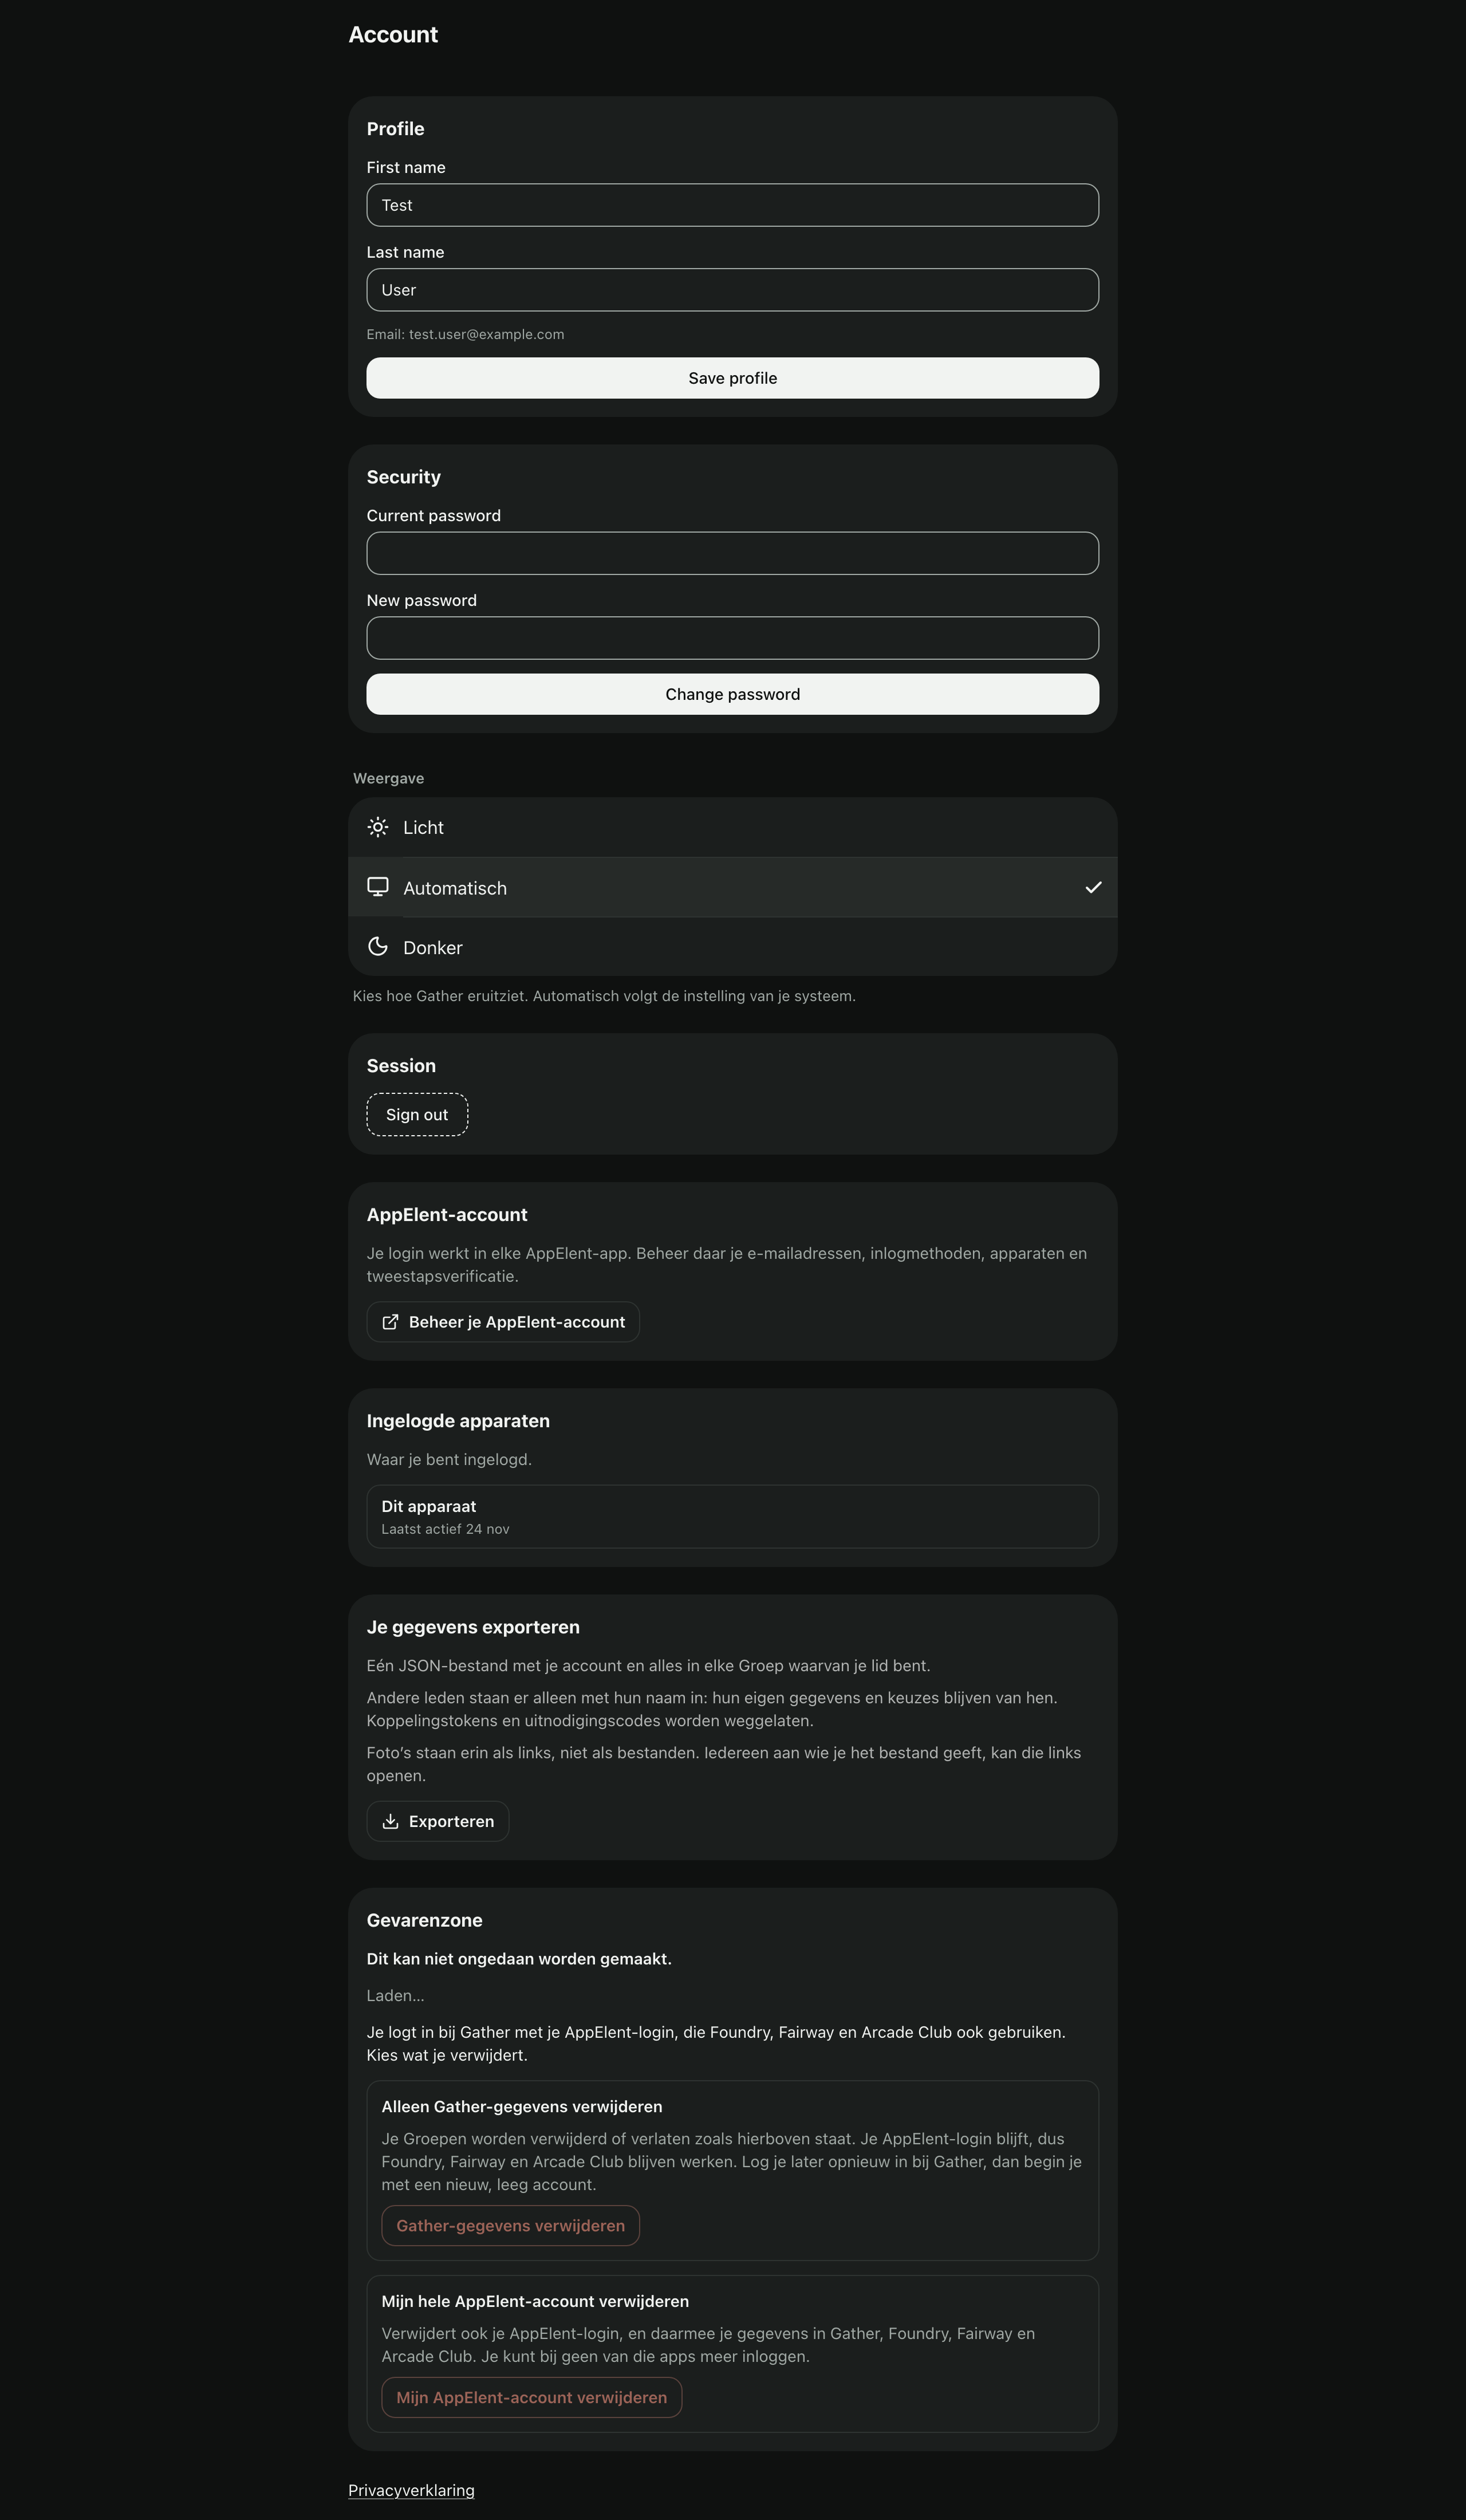 Account
Profile
First name
Test
Last name
User
Email: test.user@example.com
Save profile
Security
Current password
New password
Change password
Weergave
Licht
Automatisch
Donker
Kies hoe Gather eruitziet. Automatisch volgt de instelling van je systeem.
Session
Sign out
AppElent-account
Je login werkt in elke AppElent-app. Beheer daar je e-mailadressen, inlogmethoden, apparaten en
tweestapsverificatie.
Beheer je AppElent-account
Ingelogde apparaten
Waar je bent ingelogd.
Dit apparaat
Laatst actief 24 nov
Je gegevens exporteren
Eén JSON-bestand met je account en alles in elke Groep waarvan je lid bent.
Andere leden staan er alleen met hun naam in: hun eigen gegevens en keuzes blijven van hen.
Koppelingstokens en uitnodigingscodes worden weggelaten.
Foto’s staan erin als links, niet als bestanden. Iedereen aan wie je het bestand geeft, kan die links
openen.
Exporteren
Gevarenzone
Dit kan niet ongedaan worden gemaakt.
Laden...
Je logt in bij Gather met je AppElent-login, die Foundry, Fairway en Arcade Club ook gebruiken.
Kies wat je verwijdert.
Alleen Gather-gegevens verwijderen
Je Groepen worden verwijderd of verlaten zoals hierboven staat. Je AppElent-login blijft, dus
Foundry, Fairway en Arcade Club blijven werken. Log je later opnieuw in bij Gather, dan begin je
met een nieuw, leeg account.
Gather-gegevens verwijderen
Mijn hele AppElent-account verwijderen
Verwijdert ook je AppElent-login, en daarmee je gegevens in Gather, Foundry, Fairway en
Arcade Club. Je kunt bij geen van die apps meer inloggen.
Mijn AppElent-account verwijderen
Privacyverklaring